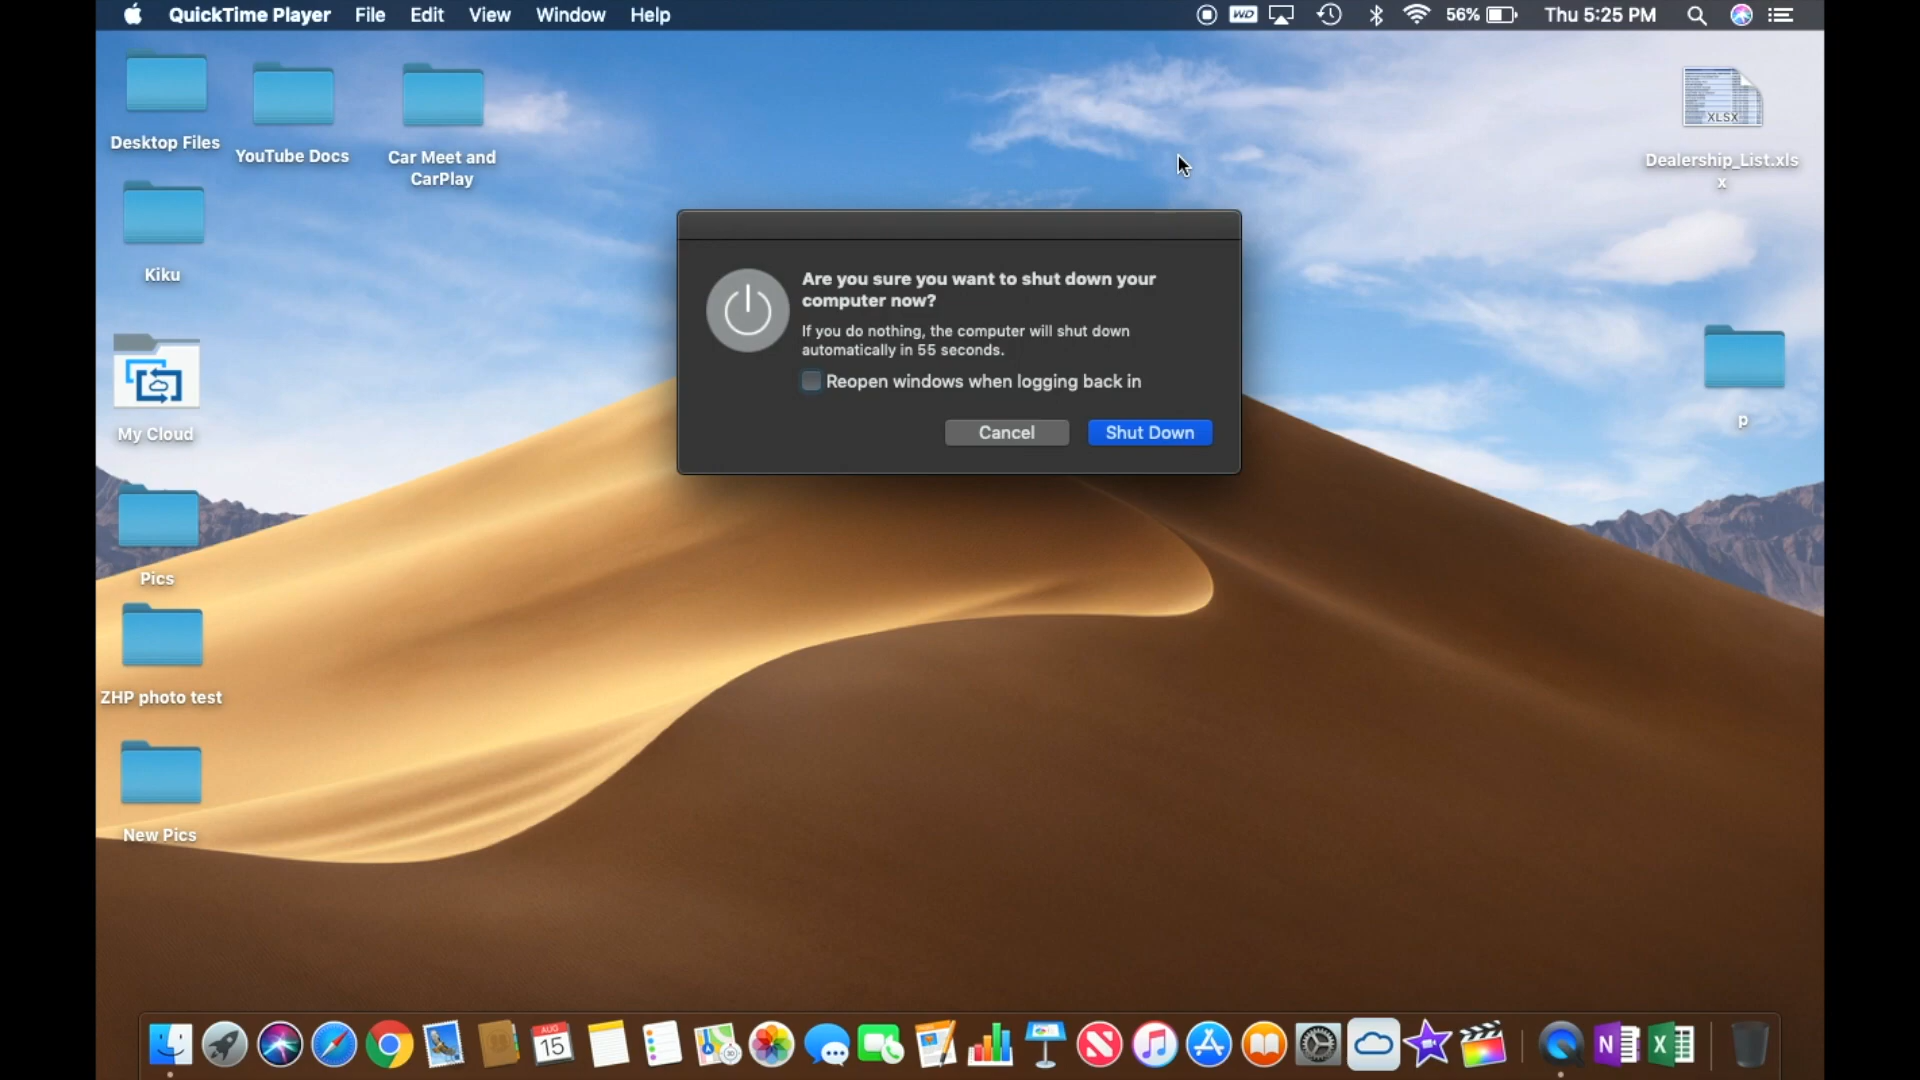 QuickTime Player File Edit View Window Help WD 56% Thu 5:25 PM
Desktop Files
YouTube Docs
Car Meet and
CarPlay
XLSX
Dealership_List.xls
x
Kiku
Are you sure you want to shut down your
computer now?
If you do nothing, the computer will shut down
automatically in 55 seconds.
Reopen windows when logging back in
Cancel Shut Down
My Cloud
p
Pics
ZHP photo test
New Pics
AUG
15
N X